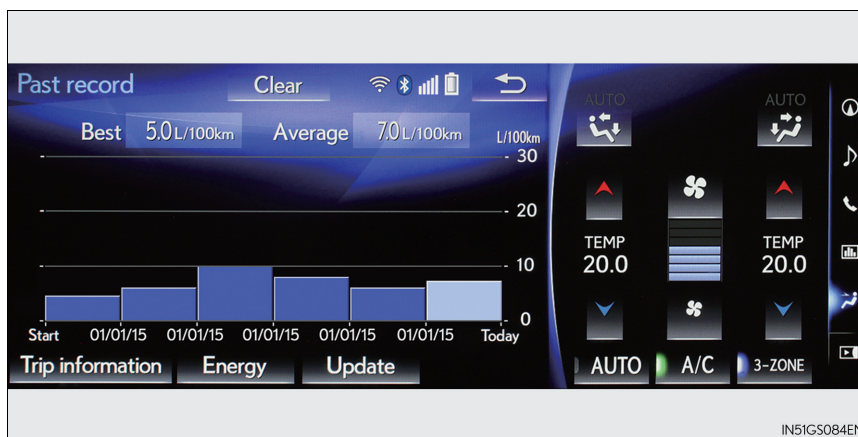 Past record
Clear
Best 5.0 L/100km Average 7.0 L/100km
L/100km
30
20
10
0
Start 01/01/15 01/01/15 01/01/15 01/01/15 01/01/15 Today
Trip information Energy Update
AUTO AUTO
TEMP
20.0
TEMP
20.0
AUTO A/C 3-ZONE
IN51GS084EN